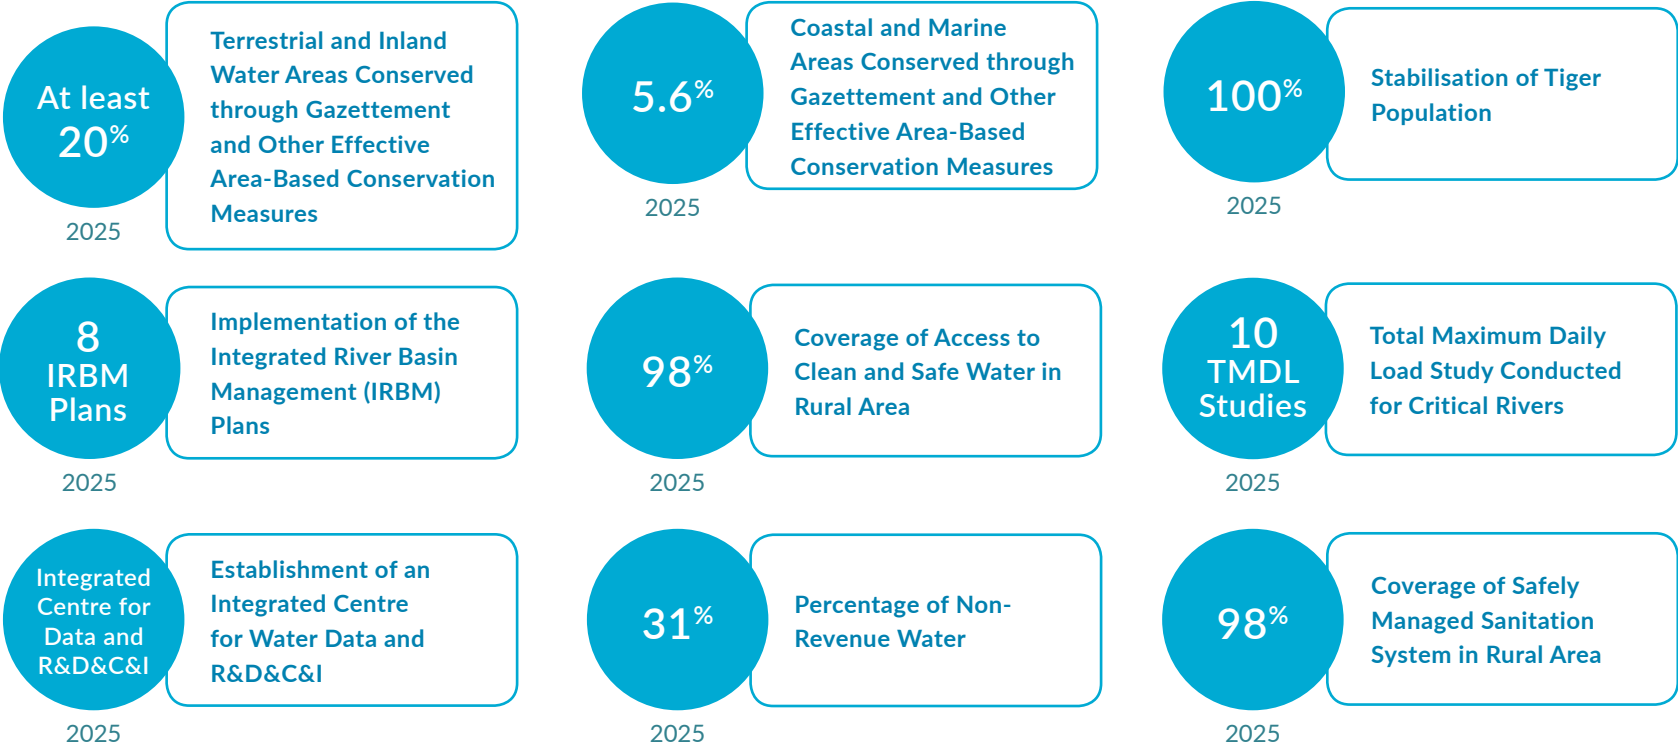 At least
20%
2025
Terrestrial and Inland
Water Areas Conserved
through Gazettement
and Other Effective
Area-Based Conservation
Measures
5.6%
2025
Coastal and Marine
Areas Conserved through
Gazettement and Other
Effective Area-Based
Conservation Measures
100%
2025
Stabilisation of Tiger
Population
8
IRBM
Plans
2025
Implementation of the
Integrated River Basin
Management (IRBM)
Plans
98%
2025
Coverage of Access to
Clean and Safe Water in
Rural Area
10
TMDL
Studies
2025
Total Maximum Daily
Load Study Conducted
for Critical Rivers
Integrated
Centre for
Data and
R&D&C&I
2025
Establishment of an
Integrated Centre
for Water Data and
R&D&C&I
31%
2025
Percentage of Non-
Revenue Water
98%
2025
Coverage of Safely
Managed Sanitation
System in Rural Area